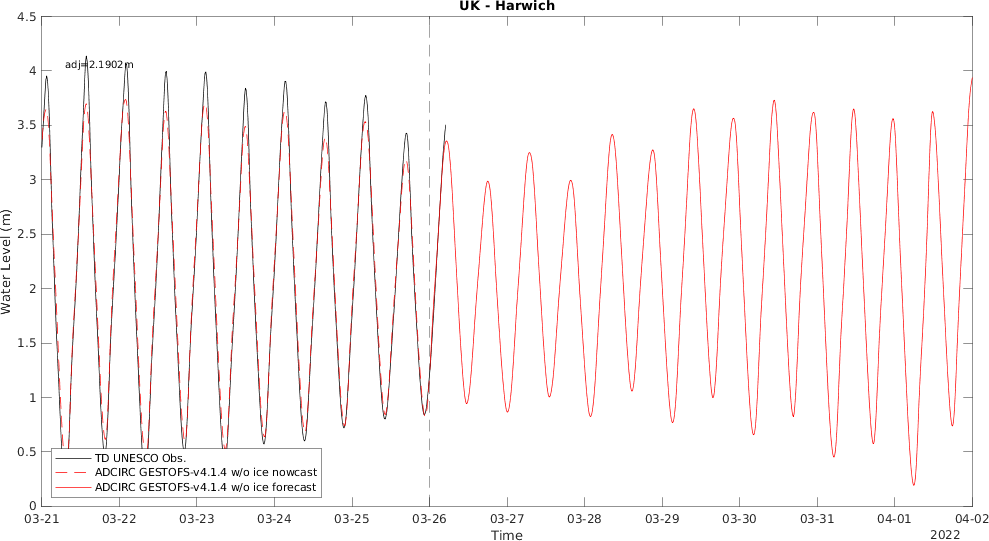 UK - Harwich
4.5
4
3.5
3
2.5
2
1.5
1
0.5
0
Water Level (m)
adj=2.1902m
TD UNESCO Obs.
ADCIRC GESTOFS-v4.1.4 w/o ice nowcast
ADCIRC GESTOFS-v4.1.4 w/o ice forecast
03-21 03-22 03-23 03-24 03-25 03-26 03-27 03-28 03-29 03-30 03-31 04-01 04-02
Time
2022